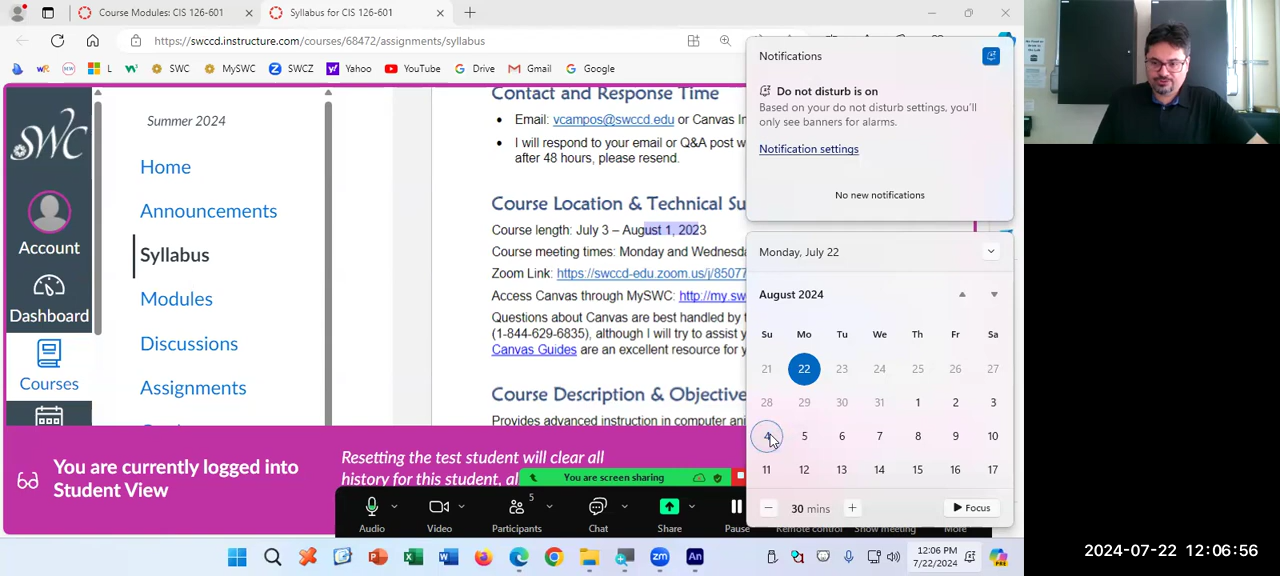 Course Modules: CIS 126-601
Syllabus for CIS 126-601
https://swccd.instructure.com/courses/68472/assignments/syllabus
SWC
MySWC
SWCZ
Yahoo
YouTube
Drive
Gmail
Google
SWC
Account
Dashboard
Courses
Summer 2024
Home
Announcements
Syllabus
Modules
Discussions
Assignments
Contact and Response Time
• Email: vcampos@swccd.edu or Canvas In
• I will respond to your email or Q&A post w
after 48 hours, please resend.
Course Location & Technical Su
Course length: July 3 – August 1, 2023
Course meeting times: Monday and Wednesda
Zoom Link: https://swccd-edu.zoom.us/j/85077
Access Canvas through MySWC: http://my.sw
Questions about Canvas are best handled by t
(1-844-629-6835), although I will try to assist y
Canvas Guides are an excellent resource for y
Course Description & Objective
Provides advanced instruction in computer ani
Notifications
Do not disturb is on
Based on your do not disturb settings, you'll
only see banners for alarms.
Notification settings
No new notifications
Monday, July 22
August 2024
Su Mo Tu We Th Fr Sa
21 22 23 24 25 26 27
28 29 30 31 1 2 3
4 5 6 7 8 9 10
11 12 13 14 15 16 17
30 mins
Focus
You are currently logged into
Student View
Resetting the test student will clear all
history for this student, al
You are screen sharing
Audio
Video
5
Participants
Chat
Share
Pause
Remote control
Show meeting
More
12:06 PM
7/22/2024
2024-07-22 12:06:56